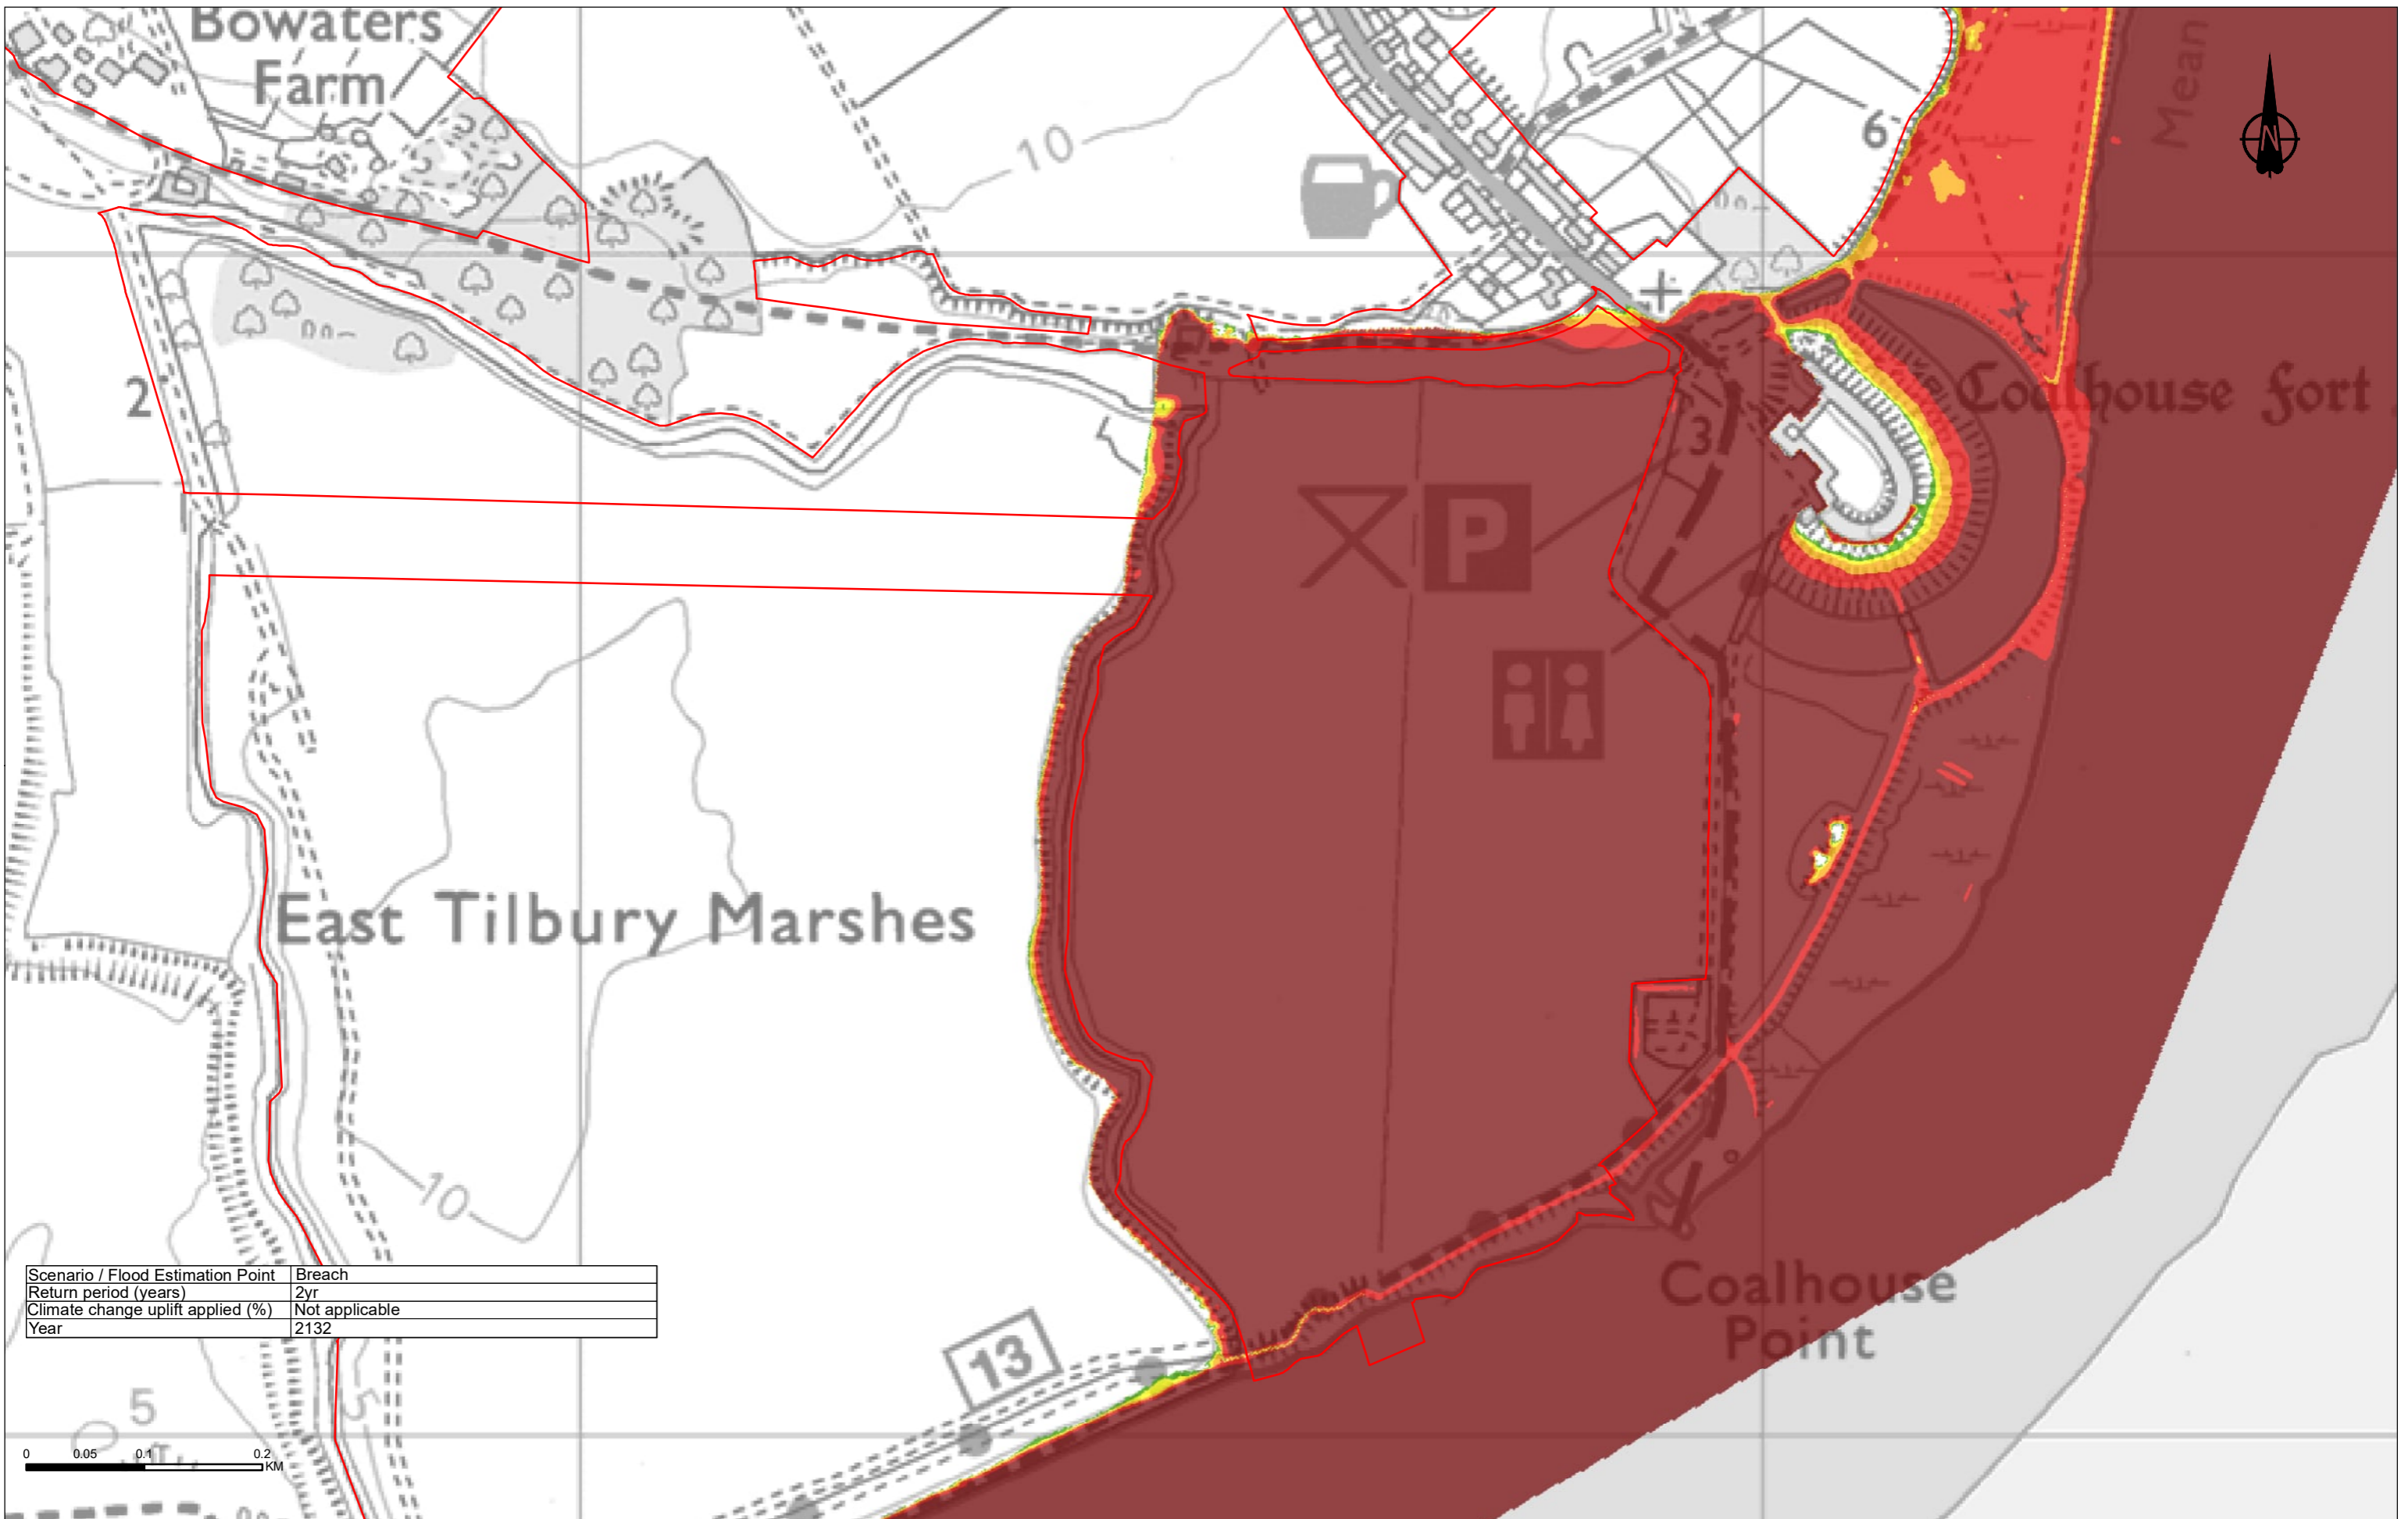 Bowaters
Farm
Mean
10
6
N
2
Coalhouse Fort
3
P
East Tilbury Marshes
10
Scenario / Flood Estimation Point Breach
Return period (years) 2yr
Climate change uplift applied (%) Not applicable
Year 2132
Coalhouse
Point
13
5
5
0 0.05 0.1 0.2
KM